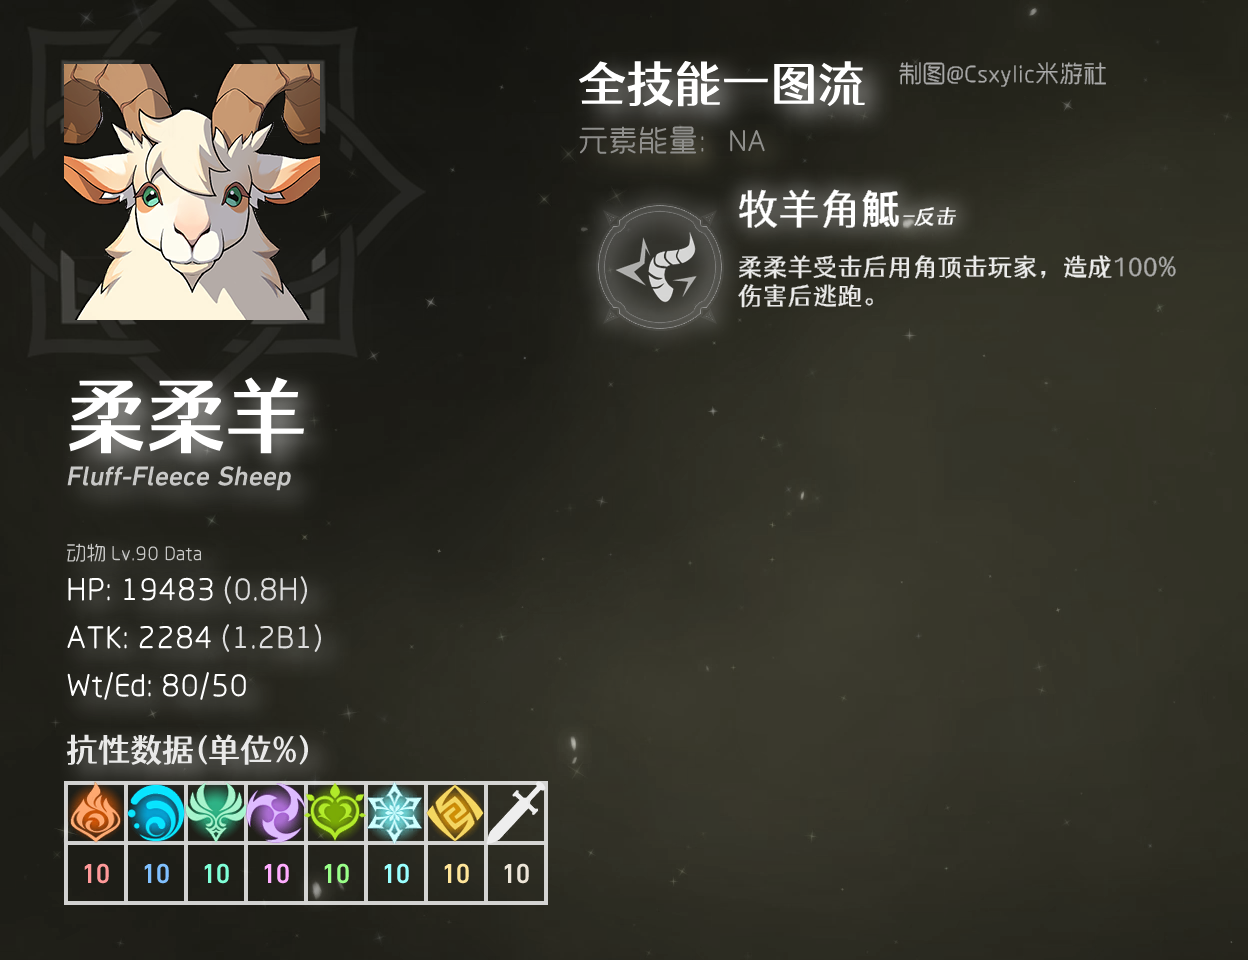 全技能一图流
制图@Csxylic米游社
元素能量： NA
牧羊角觝-反击
柔柔羊受击后用角顶击玩家，造成100%
伤害后逃跑。
柔柔羊
Fluff-Fleece Sheep
动物 Lv.90 Data
HP: 19483 (0.8H)
ATK: 2284 (1.2B1)
Wt/Ed: 80/50
抗性数据(单位%)
10 10 10 10 10 10 10 10